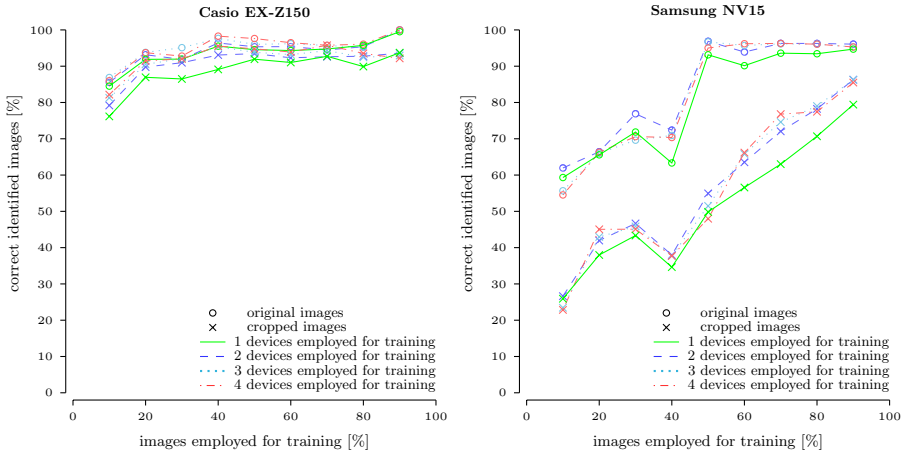 Casio EX-Z150
correct identified images [%]
100
90
80
70
60
50
40
30
20
10
0
original images
cropped images
1 devices employed for training
2 devices employed for training
3 devices employed for training
4 devices employed for training
0 20 40 60 80 100
images employed for training [%]
Samsung NV15
correct identified images [%]
100
90
80
70
60
50
40
30
20
10
0
original images
cropped images
1 devices employed for training
2 devices employed for training
3 devices employed for training
4 devices employed for training
0 20 40 60 80 100
images employed for training [%]